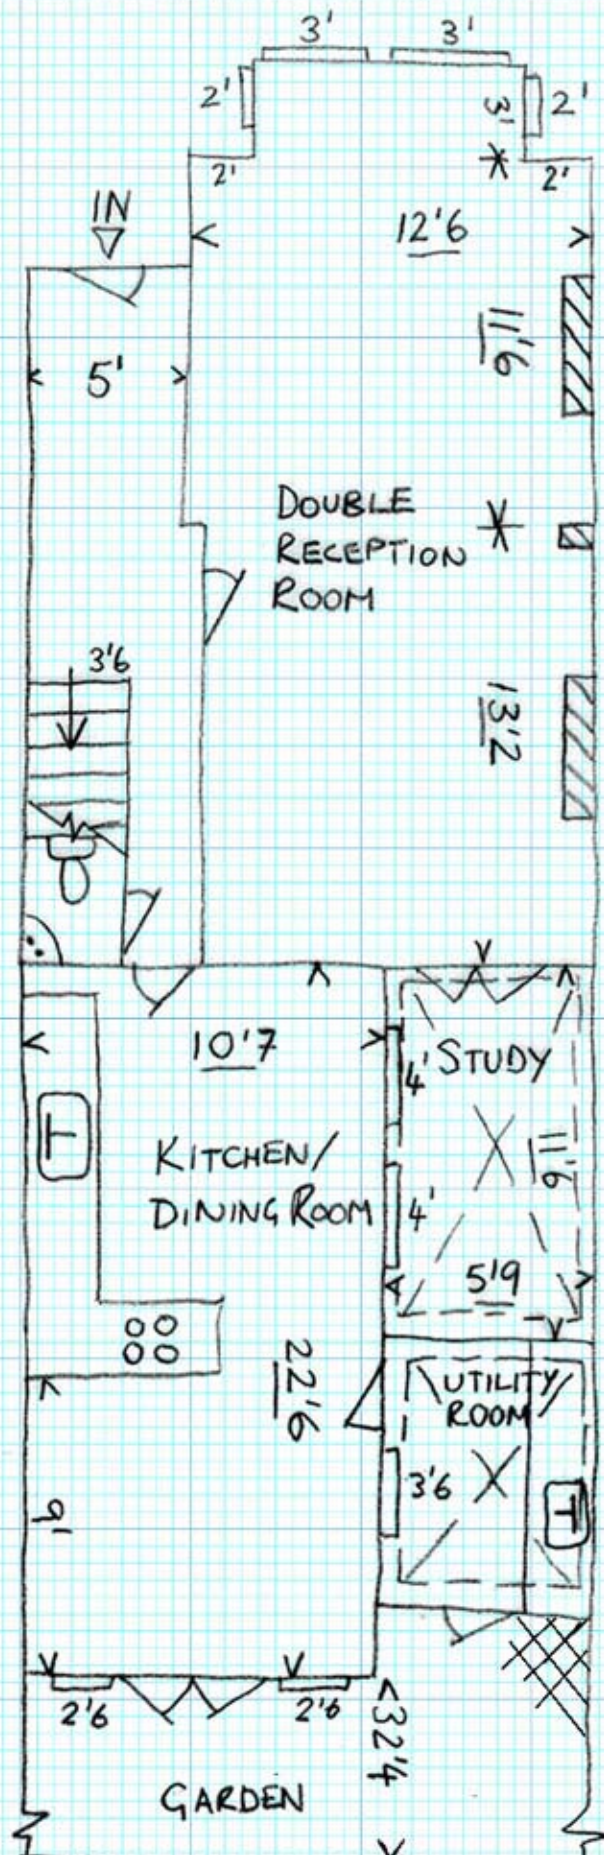 3' 3'
2' 3' 2'
2' 2'
IN
12'6
11'6
5'
DOUBLE
RECEPTION
ROOM
3'6
13'2
10'7
4'
STUDY
11'6
T
KITCHEN/
DINING ROOM
4'
5'9
22'6
UTILITY
ROOM
3'6
T
9'
2'6 2'6
32'4
GARDEN